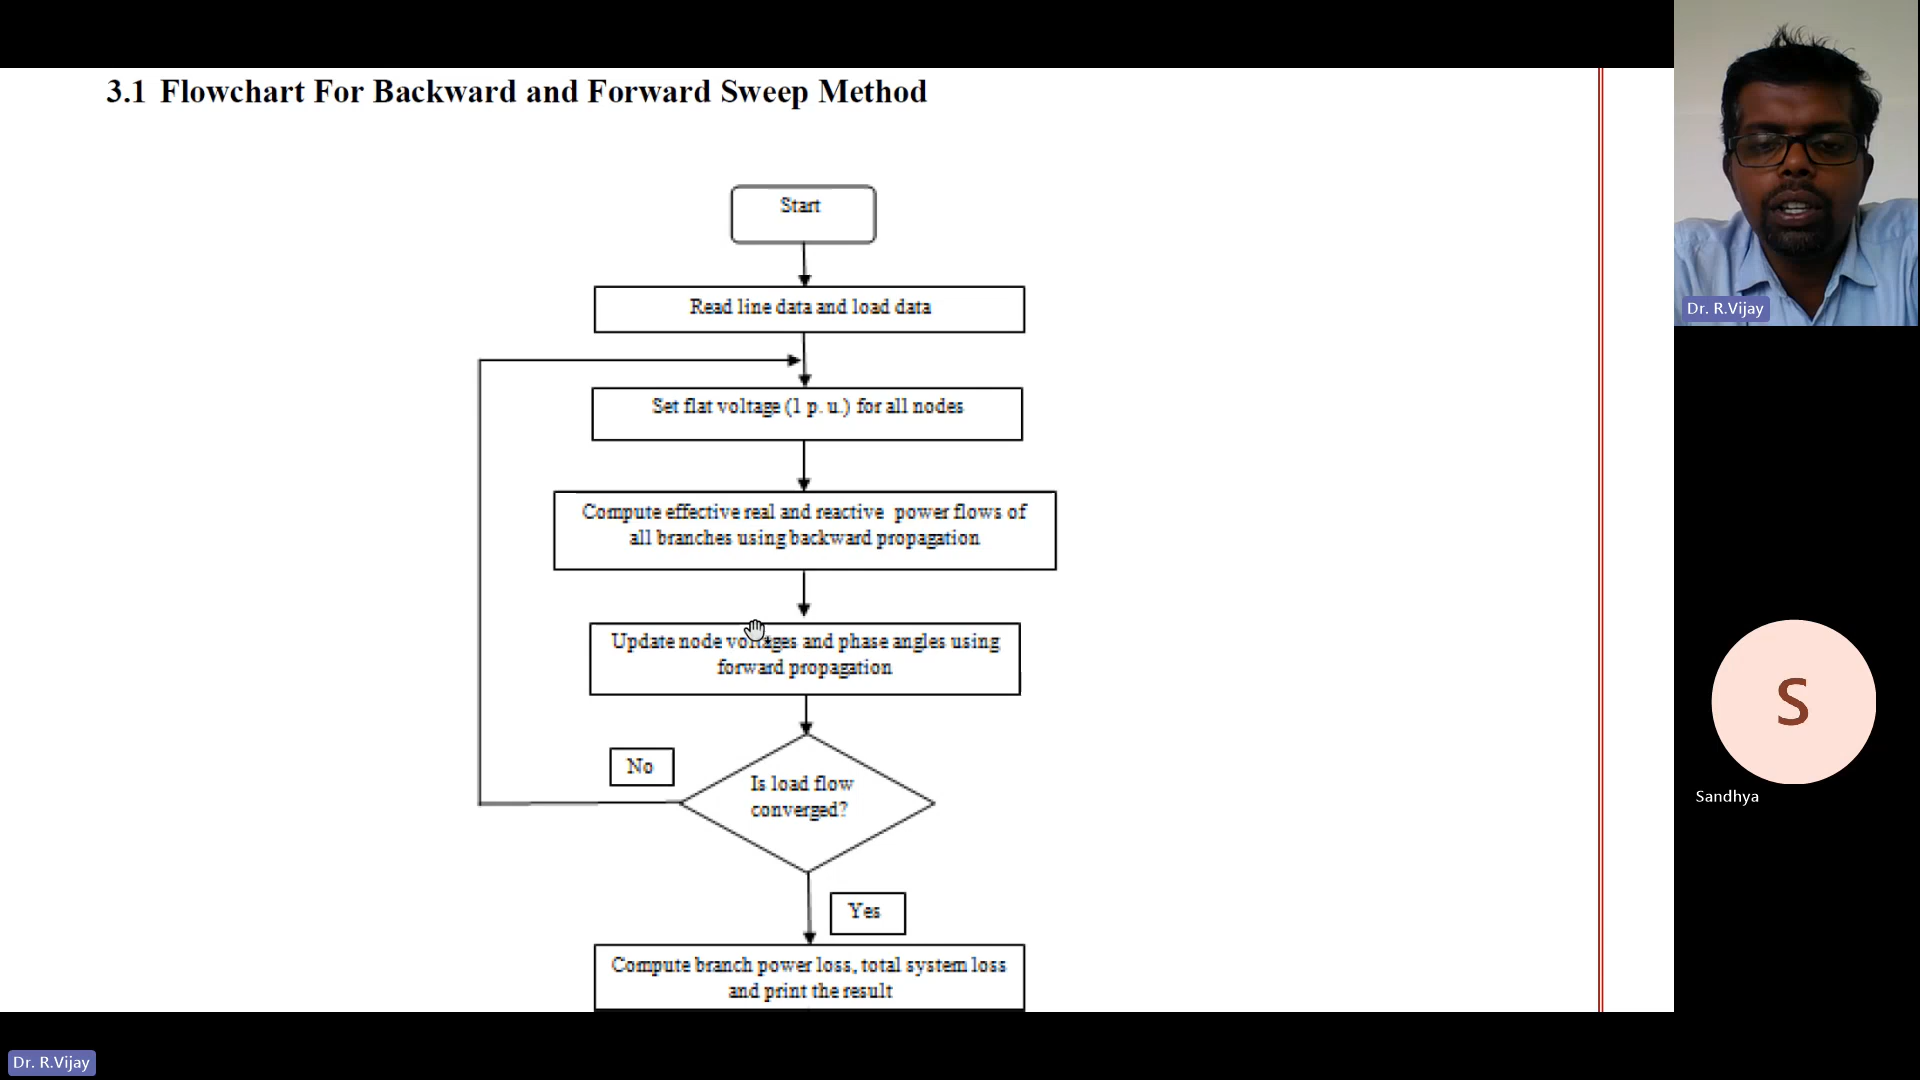 3.1 Flowchart For Backward and Forward Sweep Method
Start
Read line data and load data
Set flat voltage (1 p. u.) for all nodes
Compute effective real and reactive power flows of
all branches using backward propagation
Update node voltages and phase angles using
forward propagation
No
Is load flow
converged?
Yes
Compute branch power loss, total system loss
and print the result
Dr. R.Vijay
S
Sandhya
Dr. R.Vijay